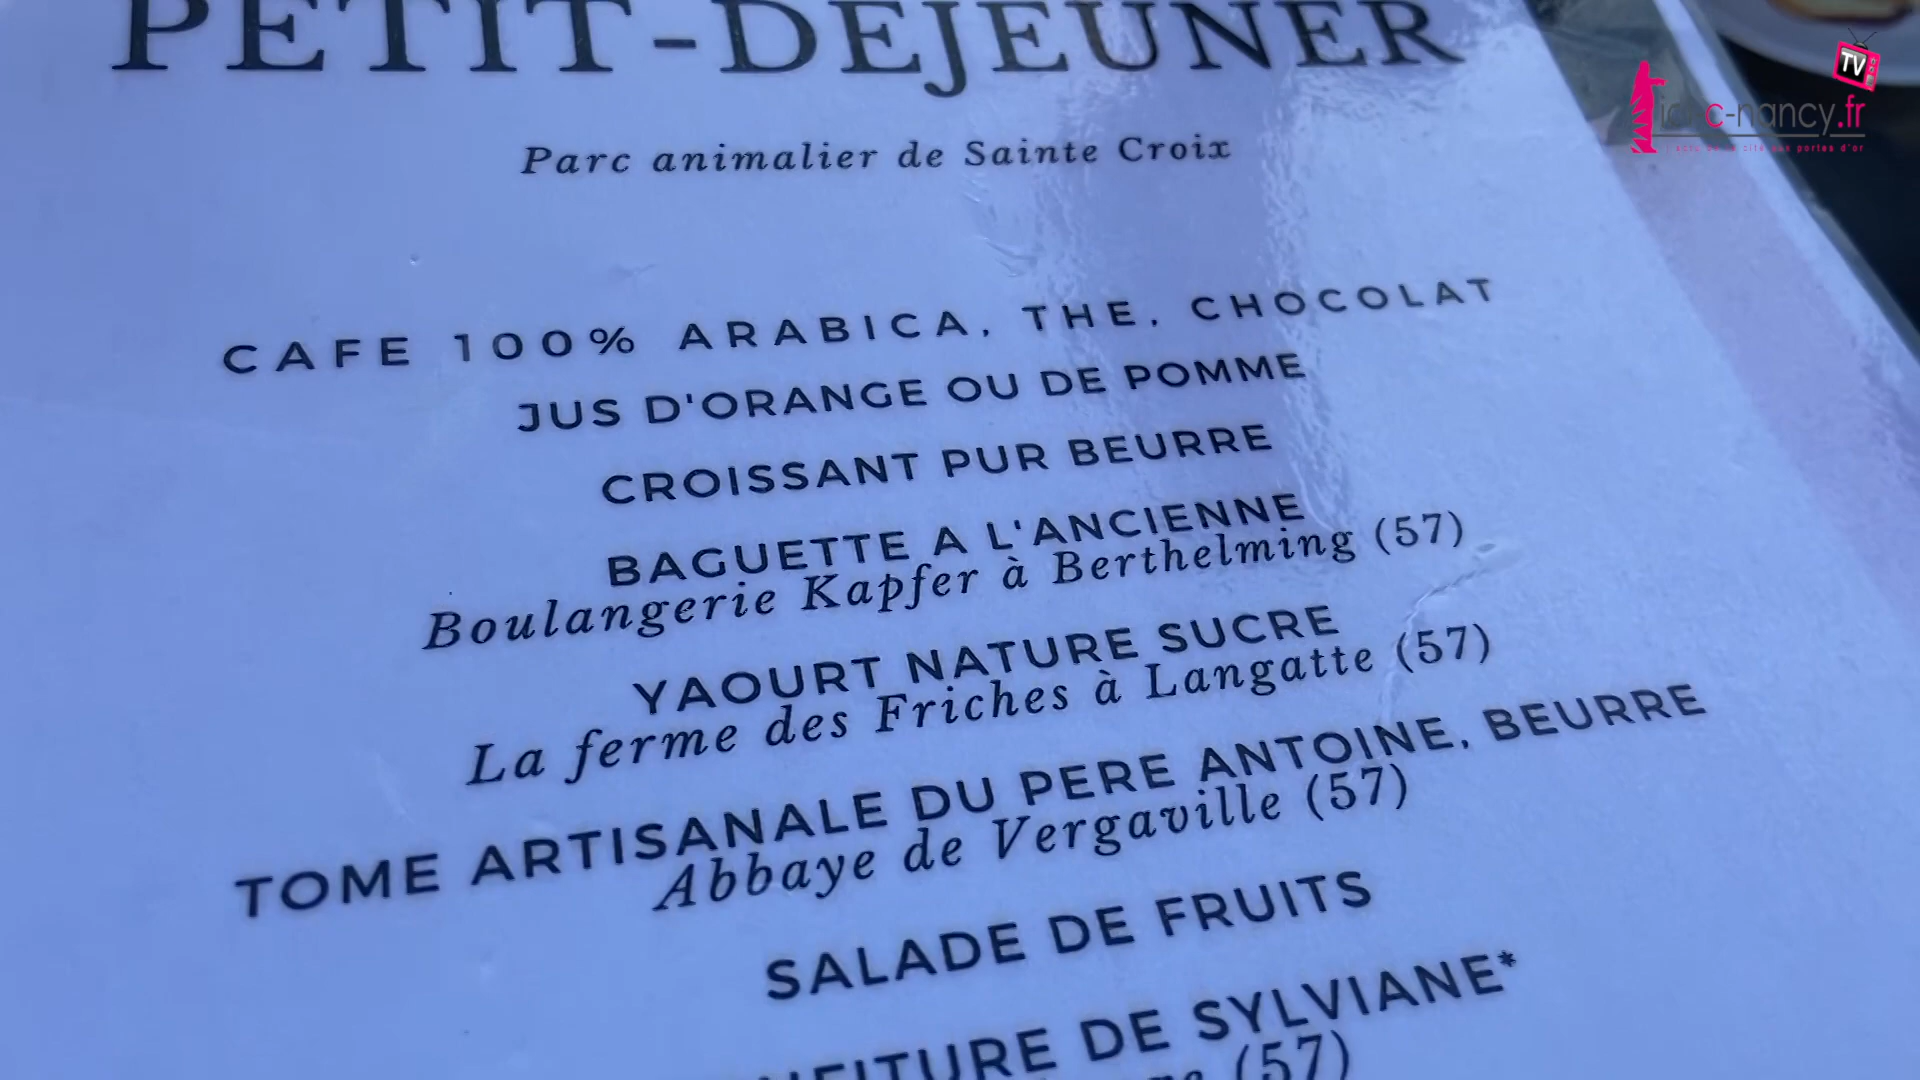 PETIT-DEJEUNER
Parc animalier de Sainte Croix
CAFE 100% ARABICA, THE, CHOCOLAT
JUS D'ORANGE OU DE POMME
CROISSANT PUR BEURRE
BAGUETTE A L'ANCIENNE
Boulangerie Kapfer à Berthelming (57)
YAOURT NATURE SUCRE
La ferme des Friches à Langatte (57)
TOME ARTISANALE DU PERE ANTOINE, BEURRE
Abbaye de Vergaville (57)
SALADE DE FRUITS
DE SYLVIANE*
(57)
TV
ici-c-nancy.fr